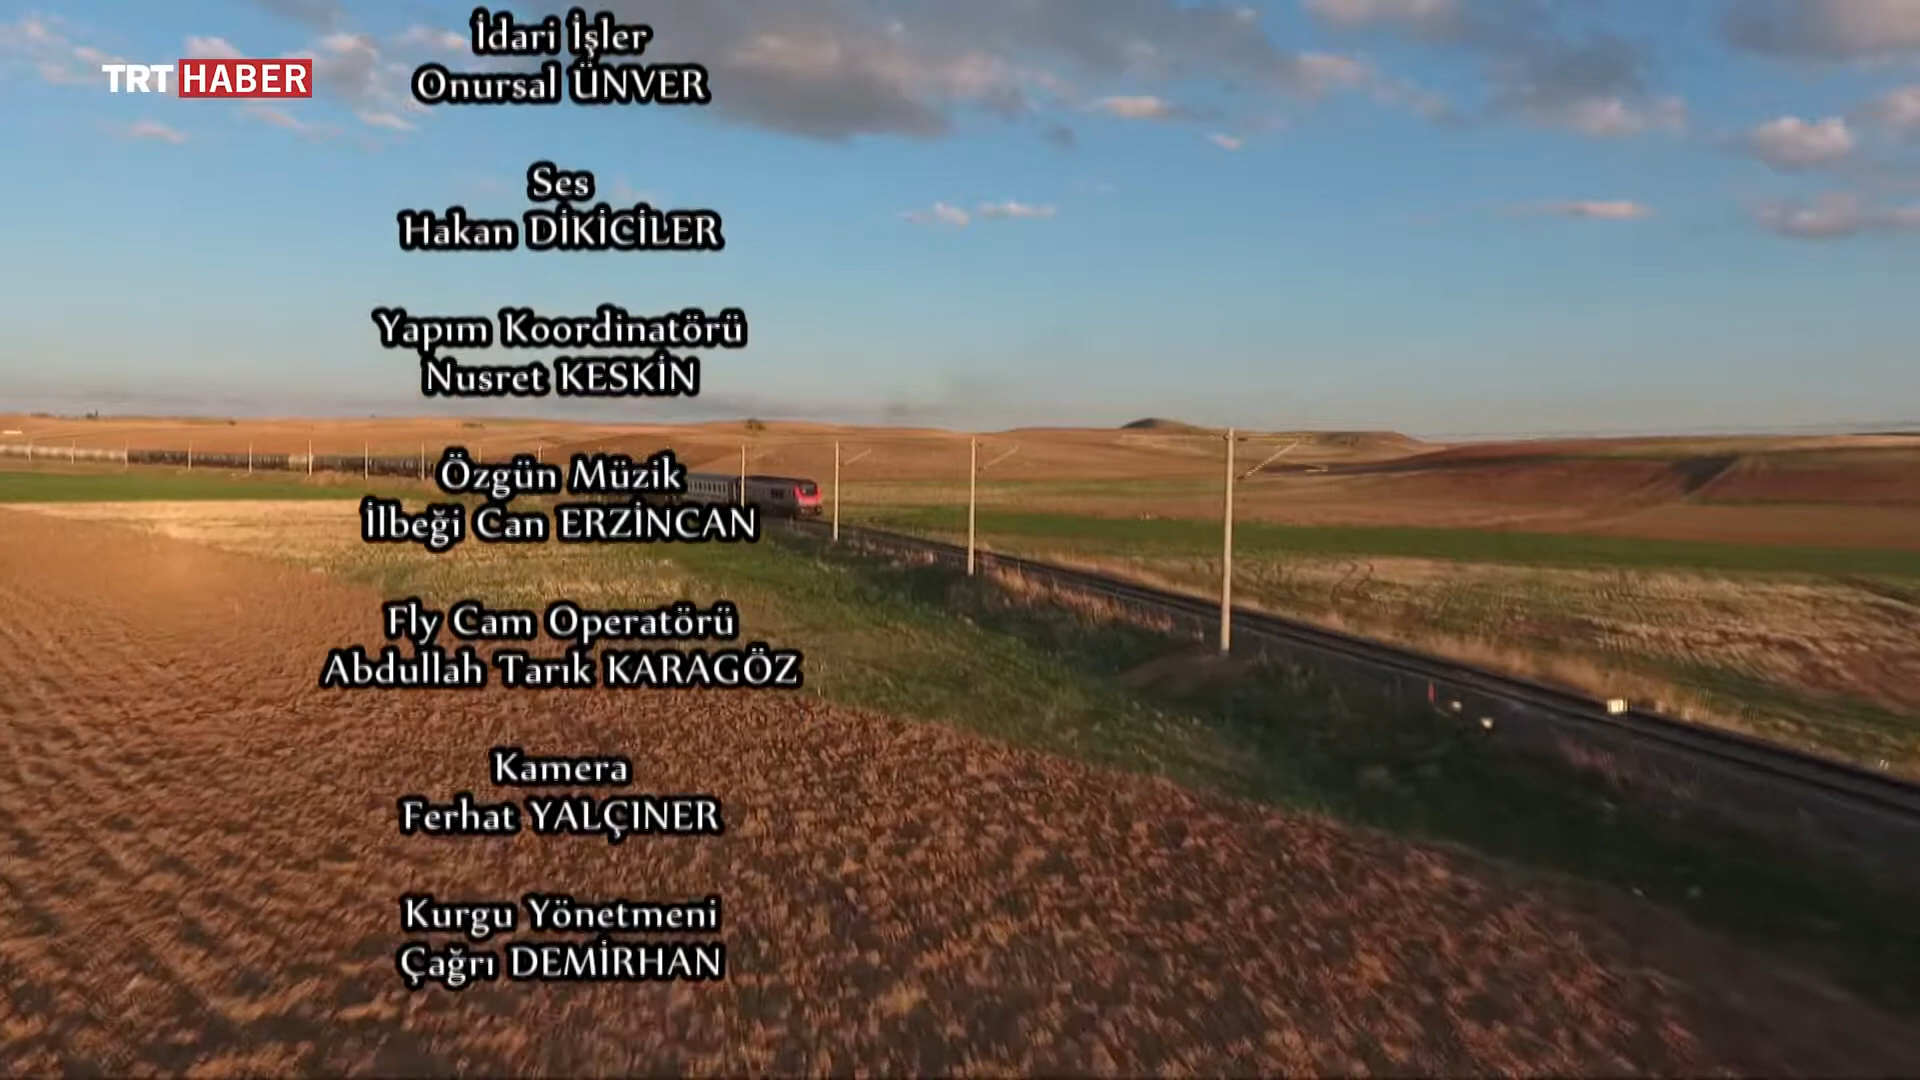 TRT HABER
İdari İşler
Onursal ÜNVER
Ses
Hakan DİKİCİLER
Yapım Koordinatörü
Nusret KESKİN
Özgün Müzik
İlbeği Can ERZİNCAN
Fly Cam Operatörü
Abdullah Tarık KARAGÖZ
Kamera
Ferhat YALÇINER
Kurgu Yönetmeni
Çağrı DEMİRHAN